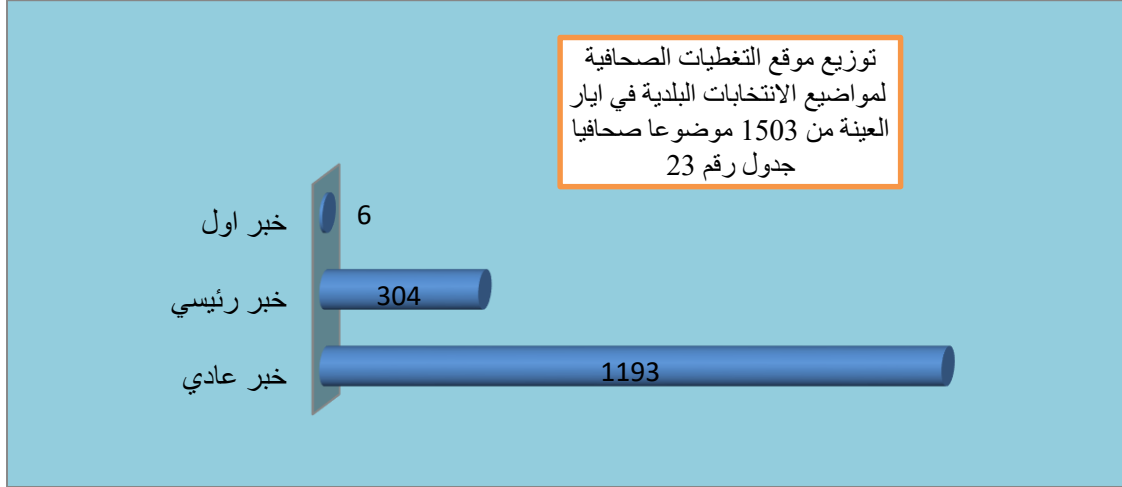 توزيع موقع التغطيات الصحافية
لمواضيع الانتخابات البلدية في ايار
العينة من 1503 موضوعا صحافيا
جدول رقم 23
خبر اول
6
خبر رئيسي
304
خبر عادي
1193